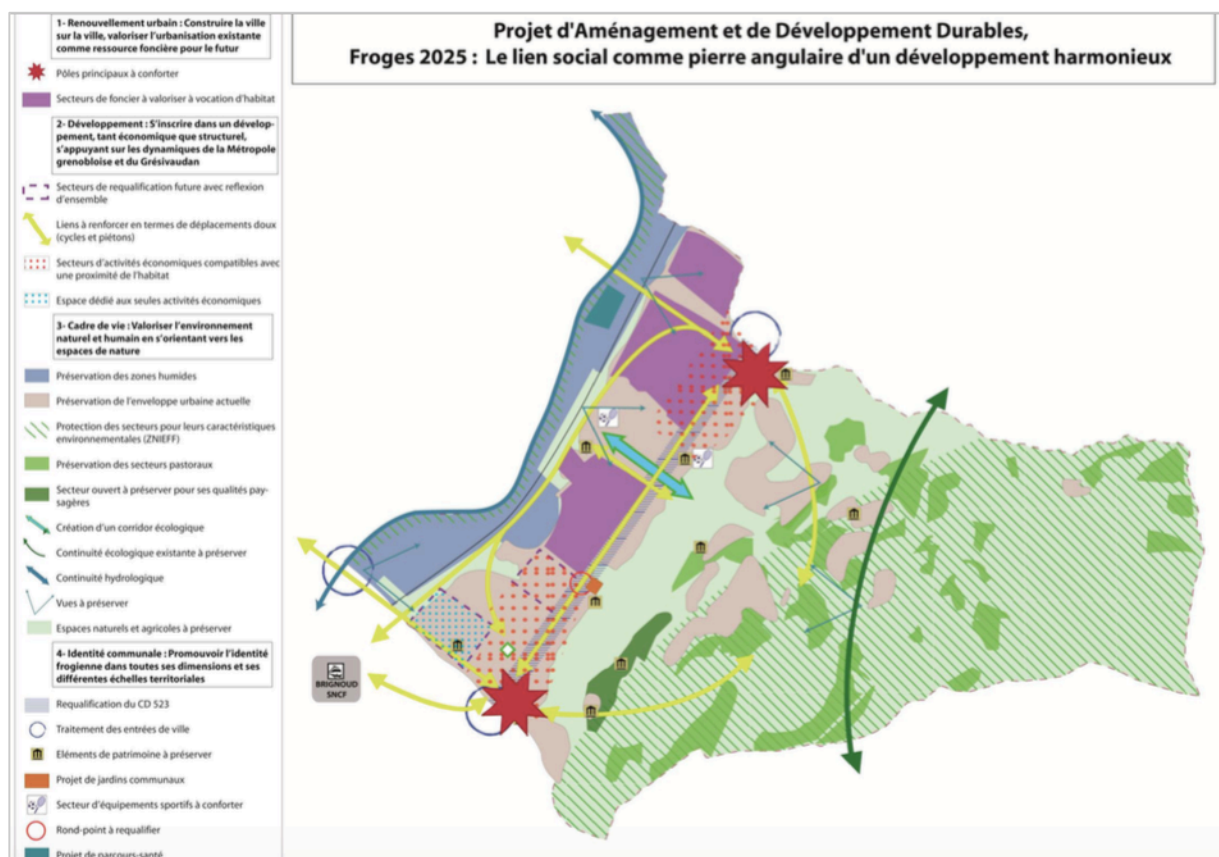 1- Renouvellement urbain : Construire la ville
sur la ville, valoriser l'urbanisation existante
comme ressource foncière pour le futur
Pôles principaux à conforter
Secteurs de foncier à valoriser à vocation d'habitat
2- Développement : S'inscrire dans un dévelop-
pement, tant économique que structurel,
s'appuyant sur les dynamiques de la Métropole
grenobloise et du Grésivaudan
Secteurs de requalification future avec reflexion
d'ensemble
Liens à renforcer en termes de déplacements doux
(cycles et piétons)
Secteurs d'activités économiques compatibles avec
une proximité de l'habitat
Espace dédié aux seules activités économiques
3- Cadre de vie : Valoriser l'environnement
naturel et humain en s'orientant vers les
espaces de nature
Préservation des zones humides
Préservation de l'enveloppe urbaine actuelle
Protection des secteurs pour leurs caractéristiques
environnementales (ZNIEFF)
Préservation des secteurs pastoraux
Secteur ouvert à préserver pour ses qualités pay-
sagères
Création d'un corridor écologique
Continuité écologique existante à préserver
Continuité hydrologique
Vues à préserver
Espaces naturels et agricoles à préserver
4- Identité communale : Promouvoir l'identité
frogienne dans toutes ses dimensions et ses
différentes échelles territoriales
Requalification du CD 523
Traitement des entrées de ville
Eléments de patrimoine à préserver
Projet de jardins communaux
Secteur d'équipements sportifs à conforter
Rond-point à requalifier
Projet de parcours-santé
Projet d'Aménagement et de Développement Durables,
Froges 2025 : Le lien social comme pierre angulaire d'un développement harmonieux
BRIGNOUD
SNCF